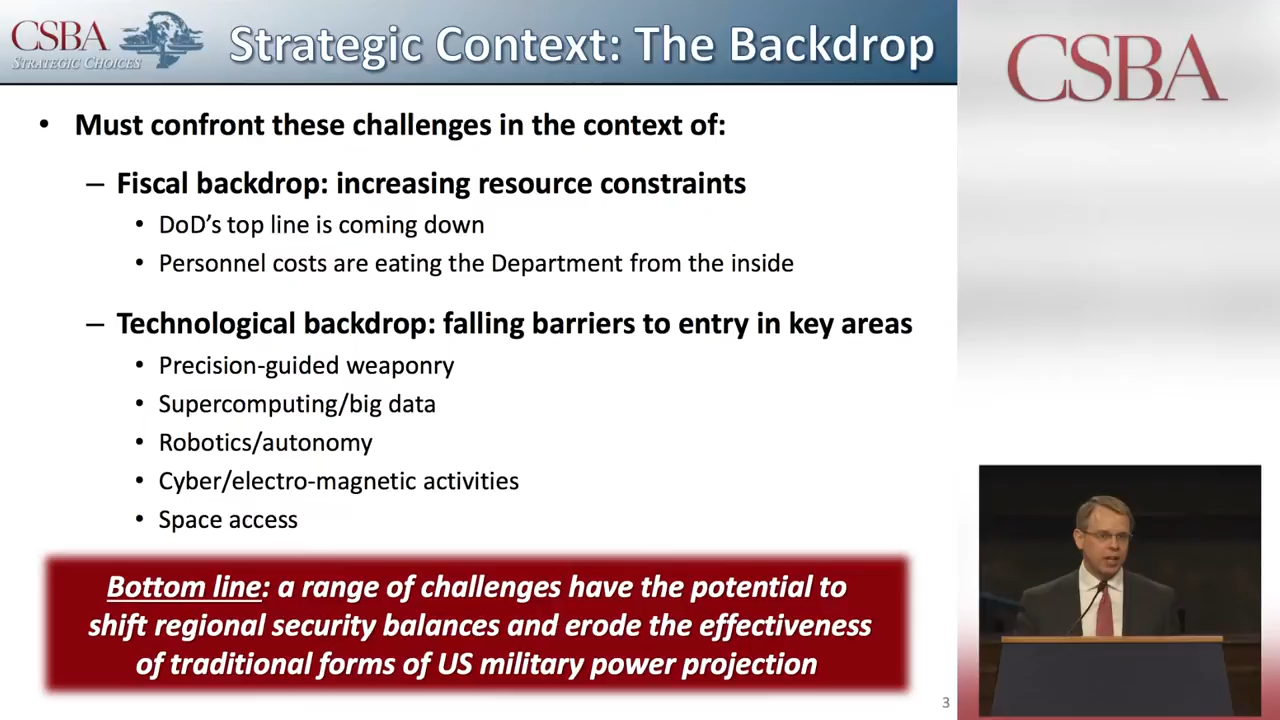 CSBA
STRATEGIC CHOICES
Strategic Context: The Backdrop
CSBA
• Must confront these challenges in the context of:
– Fiscal backdrop: increasing resource constraints
• DoD’s top line is coming down
• Personnel costs are eating the Department from the inside
– Technological backdrop: falling barriers to entry in key areas
• Precision-guided weaponry
• Supercomputing/big data
• Robotics/autonomy
• Cyber/electro-magnetic activities
• Space access
Bottom line: a range of challenges have the potential to
shift regional security balances and erode the effectiveness
of traditional forms of US military power projection
3